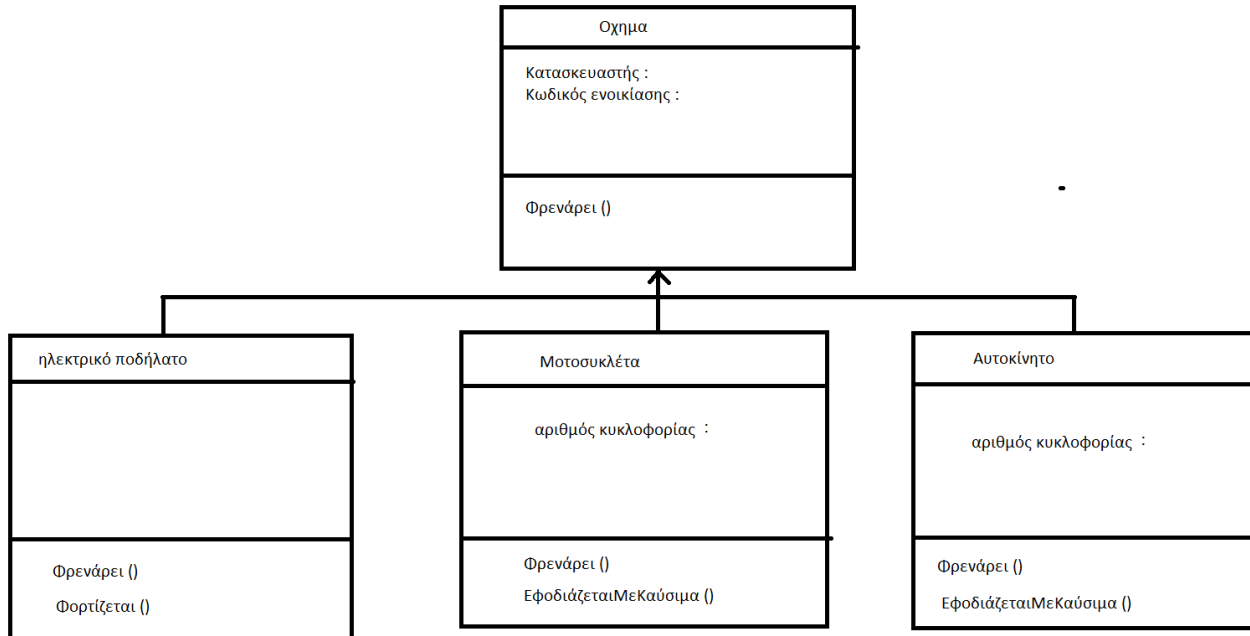 Οχημα
Κατασκευαστής :
Κωδικός ενοικίασης :
Φρενάρει ()
ηλεκτρικό ποδήλατο
Φρενάρει ()
Φορτίζεται ()
Μοτοσυκλέτα
αριθμός κυκλοφορίας :
Φρενάρει ()
ΕφοδιάζεταιΜεΚαύσιμα ()
Αυτοκίνητο
αριθμός κυκλοφορίας :
Φρενάρει ()
ΕφοδιάζεταιΜεΚαύσιμα ()